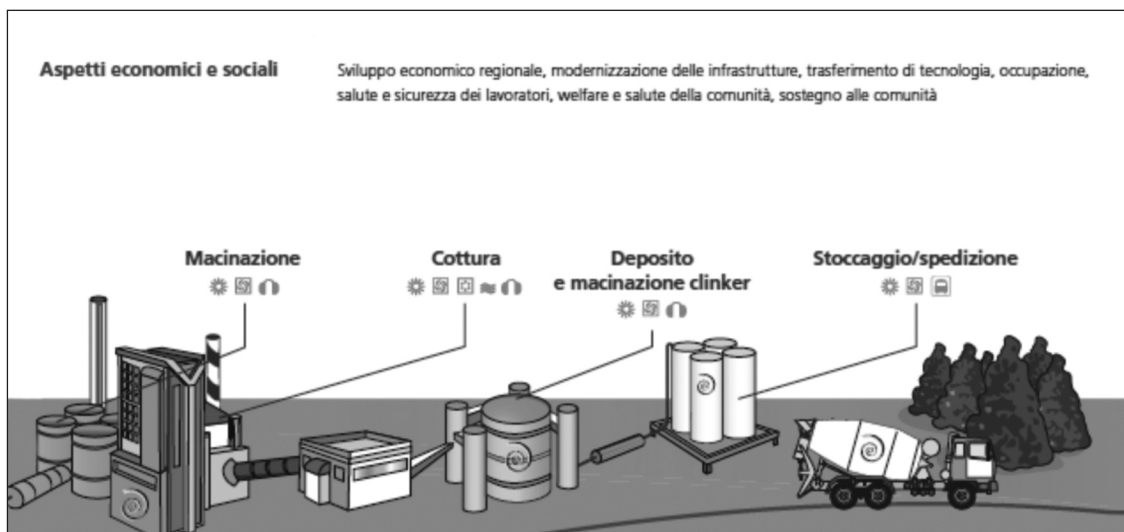 Aspetti economici e sociali
Sviluppo economico regionale, modernizzazione delle infrastrutture, trasferimento di tecnologia, occupazione,
salute e sicurezza dei lavoratori, welfare e salute della comunità, sostegno alle comunità
Macinazione
Cottura
Deposito
e macinazione clinker
Stoccaggio/spedizione